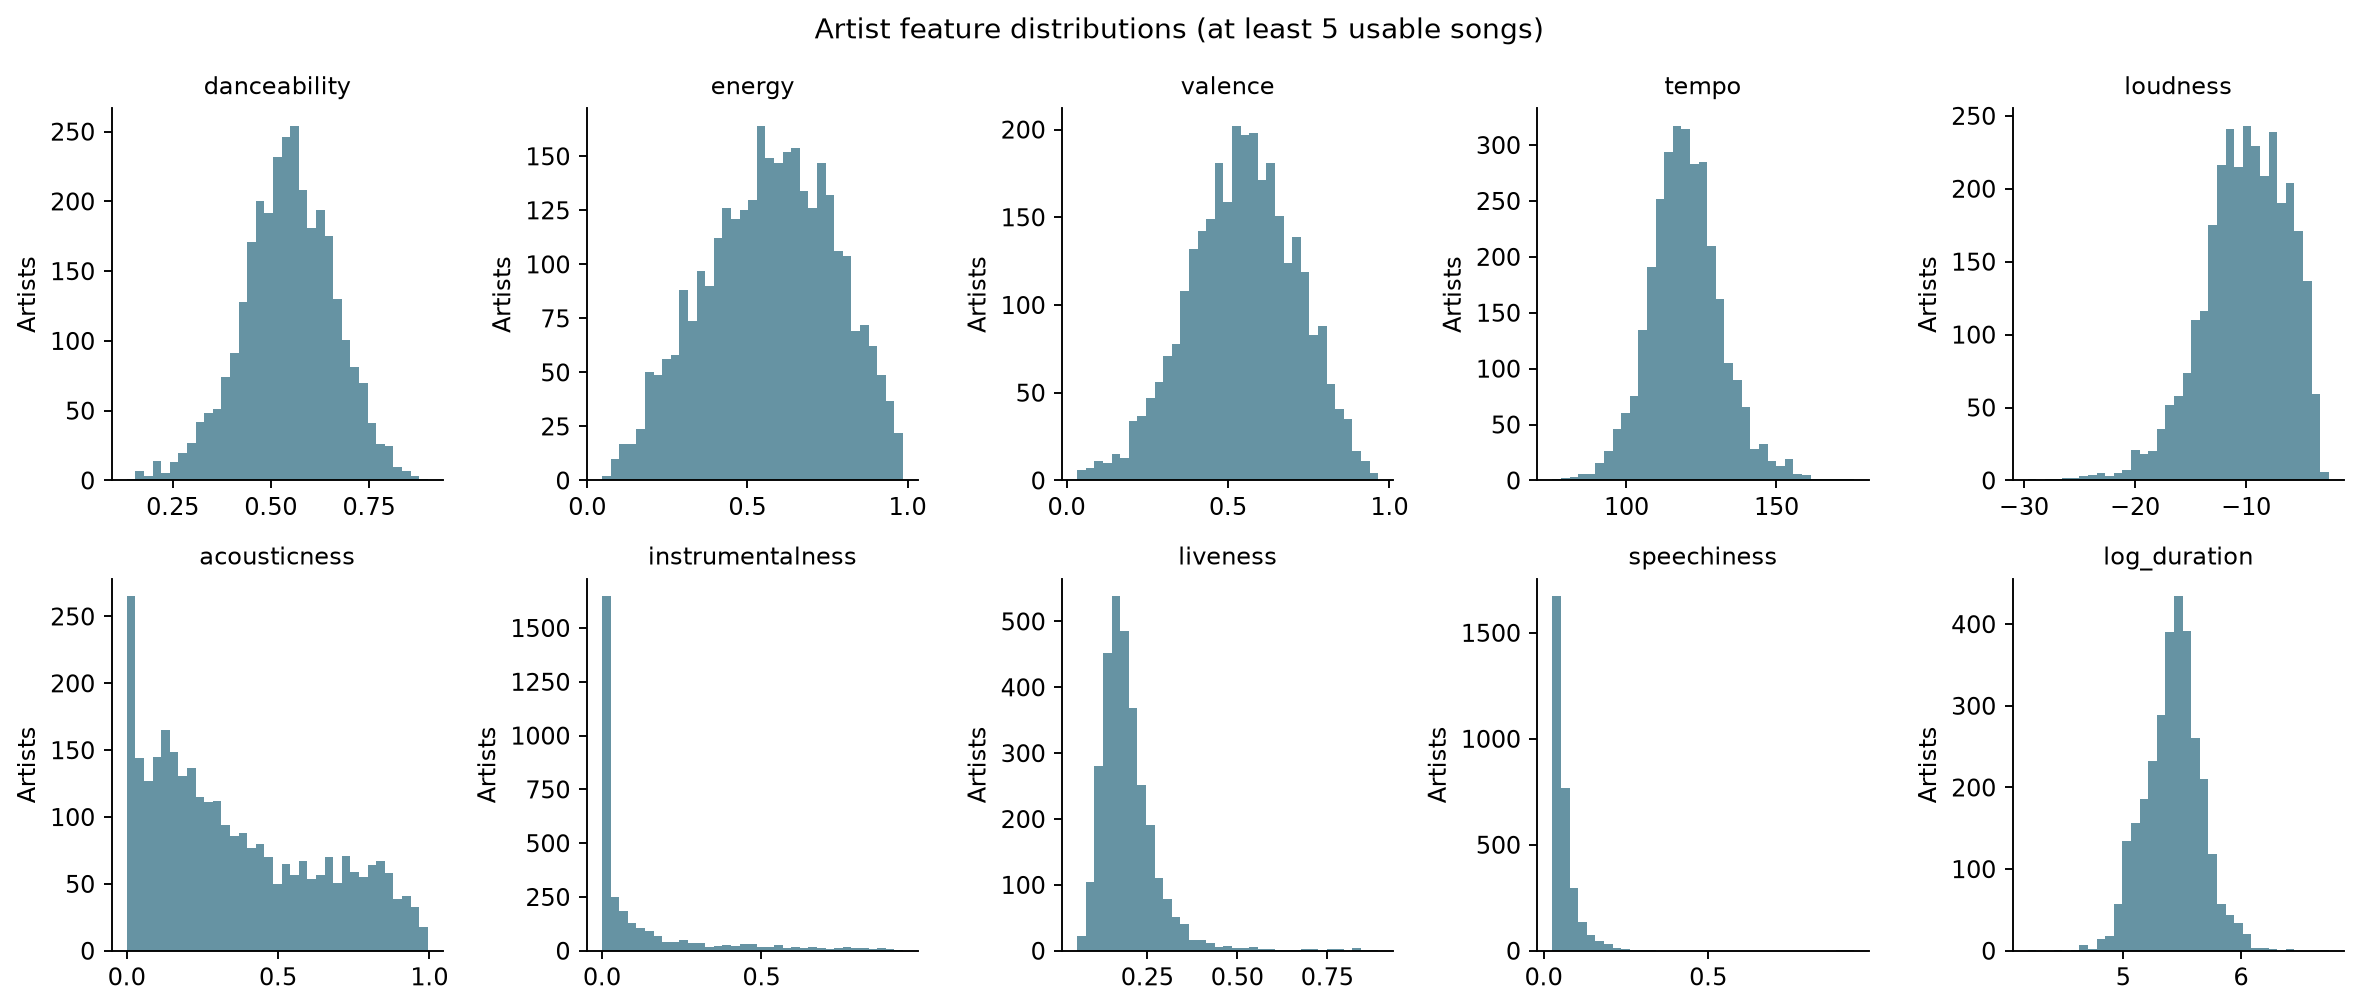 Artist feature distributions (at least 5 usable songs)
danceability
Artists
250
200
150
100
50
0
0.25 0.50 0.75
energy
Artists
150
125
100
75
50
25
0
0.0 0.5 1.0
valence
Artists
200
150
100
50
0
0.0 0.5 1.0
tempo
Artists
300
250
200
150
100
50
0
100 150
loudness
Artists
250
200
150
100
50
0
−30 −20 −10
acousticness
Artists
250
200
150
100
50
0
0.0 0.5 1.0
instrumentalness
Artists
1500
1250
1000
750
500
250
0
0.0 0.5
liveness
Artists
500
400
300
200
100
0
0.25 0.50 0.75
speechiness
Artists
1500
1000
500
0
0.0 0.5
log_duration
Artists
400
300
200
100
0
5 6